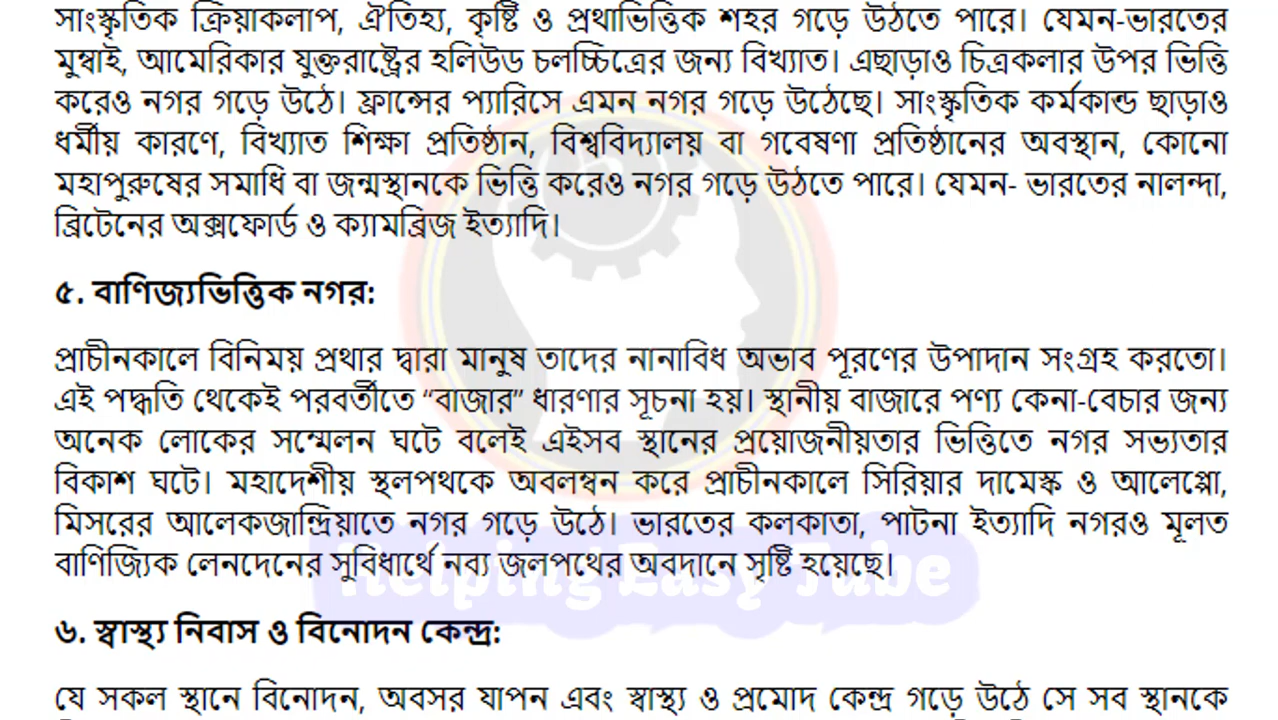 সাংস্কৃতিক ক্রিয়াকলাপ, ঐতিহ্য, কৃষ্টি ও প্রথাভিত্তিক শহর গড়ে উঠতে পারে। যেমন-ভারতের
মুম্বাই, আমেরিকার যুক্তরাষ্ট্রের হলিউড চলচ্চিত্রের জন্য বিখ্যাত। এছাড়াও চিত্রকলার উপর ভিত্তি
করেও নগর গড়ে উঠে। ফ্রান্সের প্যারিসে এমন নগর গড়ে উঠেছে। সাংস্কৃতিক কর্মকান্ড ছাড়াও
ধর্মীয় কারণে, বিখ্যাত শিক্ষা প্রতিষ্ঠান, বিশ্ববিদ্যালয় বা গবেষণা প্রতিষ্ঠানের অবস্থান, কোনো
মহাপুরুষের সমাধি বা জন্মস্থানকে ভিত্তি করেও নগর গড়ে উঠতে পারে। যেমন- ভারতের নালন্দা,
ব্রিটেনের অক্সফোর্ড ও ক্যামব্রিজ ইত্যাদি।
৫. বাণিজ্যভিত্তিক নগর:
প্রাচীনকালে বিনিময় প্রথার দ্বারা মানুষ তাদের নানাবিধ অভাব পূরণের উপাদান সংগ্রহ করতো।
এই পদ্ধতি থেকেই পরবর্তীতে “বাজার” ধারণার সূচনা হয়। স্থানীয় বাজারে পণ্য কেনা-বেচার জন্য
অনেক লোকের সম্মেলন ঘটে বলেই এইসব স্থানের প্রয়োজনীয়তার ভিত্তিতে নগর সভ্যতার
বিকাশ ঘটে। মহাদেশীয় স্থলপথকে অবলম্বন করে প্রাচীনকালে সিরিয়ার দামেস্ক ও আলেপ্পো,
মিসরের আলেকজান্দ্রিয়াতে নগর গড়ে উঠে। ভারতের কলকাতা, পাটনা ইত্যাদি নগরও মূলত
বাণিজ্যিক লেনদেনের সুবিধার্থে নব্য জলপথের অবদানে সৃষ্টি হয়েছে।
Helping Easy Tube
৬. স্বাস্থ্য নিবাস ও বিনোদন কেন্দ্র:
যে সকল স্থানে বিনোদন, অবসর যাপন এবং স্বাস্থ্য ও প্রমোদ কেন্দ্র গড়ে উঠে সে সব স্থানকে